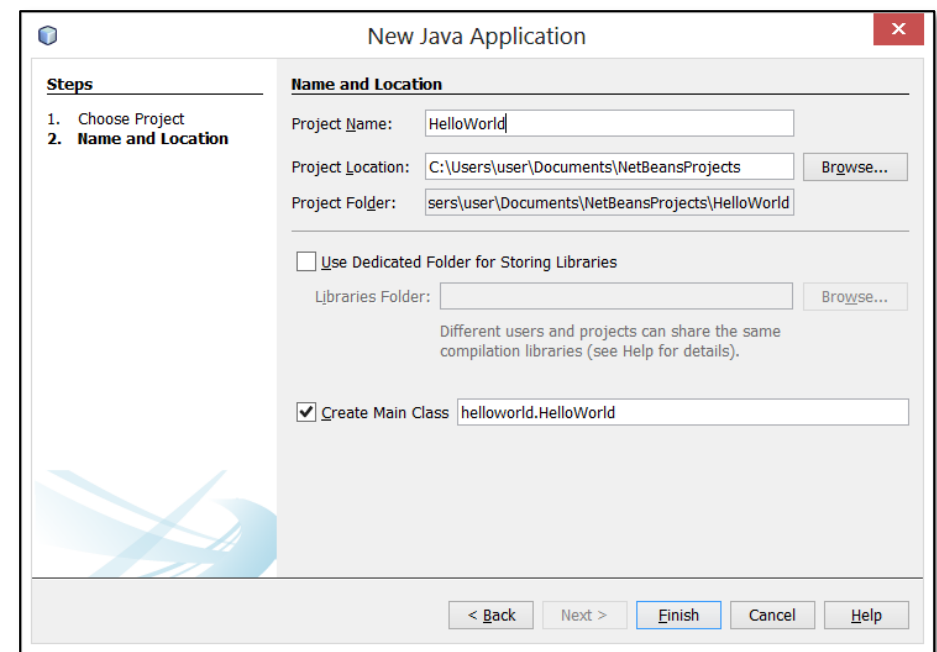 New Java Application
Steps
1. Choose Project
2. Name and Location
Name and Location
Project Name: HelloWorld
Project Location: C:\Users\user\Documents\NetBeansProjects Browse...
Project Folder: sers\user\Documents\NetBeansProjects\HelloWorld
Use Dedicated Folder for Storing Libraries
Libraries Folder: Browse...
Different users and projects can share the same
compilation libraries (see Help for details).
Create Main Class helloworld.HelloWorld
< Back Next > Finish Cancel Help